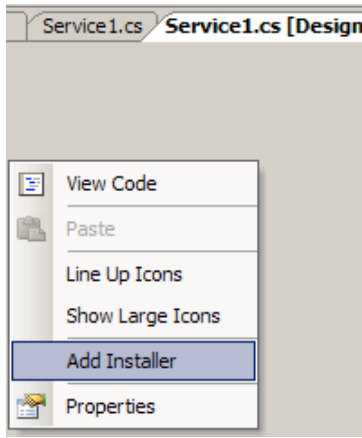 Service1.cs Service1.cs [Design
View Code
Paste
Line Up Icons
Show Large Icons
Add Installer
Properties